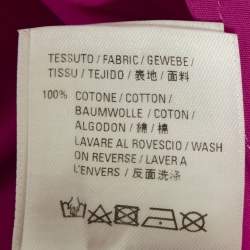 TESSUTO / FABRIC / GEWEBE /
TISSU / TEJIDO / 表地 / 面料
100% COTONE / COTTON /
BAUMWOLLE / COTON /
ALGODON / 綿 / 棉
LAVARE AL ROVESCIO / WASH
ON REVERSE / LAVER A
L'ENVERS / 反面洗涤